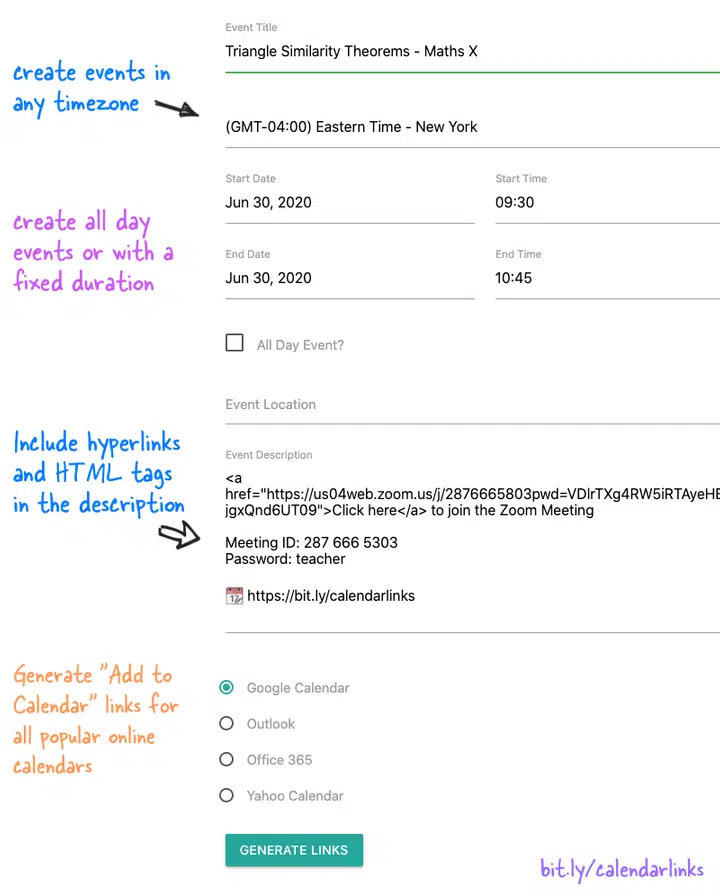 Event Title
Triangle Similarity Theorems - Maths X
create events in
any timezone
(GMT-04:00) Eastern Time - New York
Start Date
Start Time
Jun 30, 2020
09:30
create all day
events or with a
fixed duration
End Date
End Time
Jun 30, 2020
10:45
All Day Event?
Event Location
Include hyperlinks
and HTML tags
in the description
Event Description
<a
href="https://us04web.zoom.us/j/2876665803pwd=VDlrTXg4RW5iRTAyeHE
jgxQnd6UT09">Click here</a> to join the Zoom Meeting
Meeting ID: 287 666 5303
Password: teacher
17 https://bit.ly/calendarlinks
Generate "Add to
Calendar" links for
all popular online
calendars
Google Calendar
Outlook
Office 365
Yahoo Calendar
GENERATE LINKS
bit.ly/calendarlinks